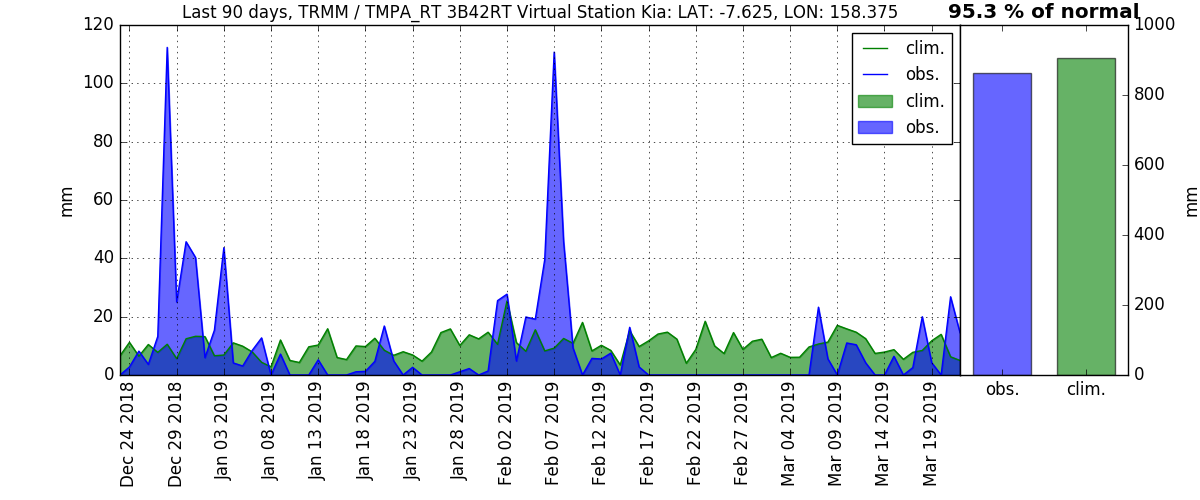 Last 90 days, TRMM / TMPA_RT 3B42RT Virtual Station Kia: LAT: -7.625, LON: 158.375
95.3 % of normal
120
100
80
60
40
20
0
mm
clim.
obs.
clim.
obs.
1000
800
600
400
200
0
mm
Dec 24 2018
Dec 29 2018
Jan 03 2019
Jan 08 2019
Jan 13 2019
Jan 18 2019
Jan 23 2019
Jan 28 2019
Feb 02 2019
Feb 07 2019
Feb 12 2019
Feb 17 2019
Feb 22 2019
Feb 27 2019
Mar 04 2019
Mar 09 2019
Mar 14 2019
Mar 19 2019
obs.
clim.